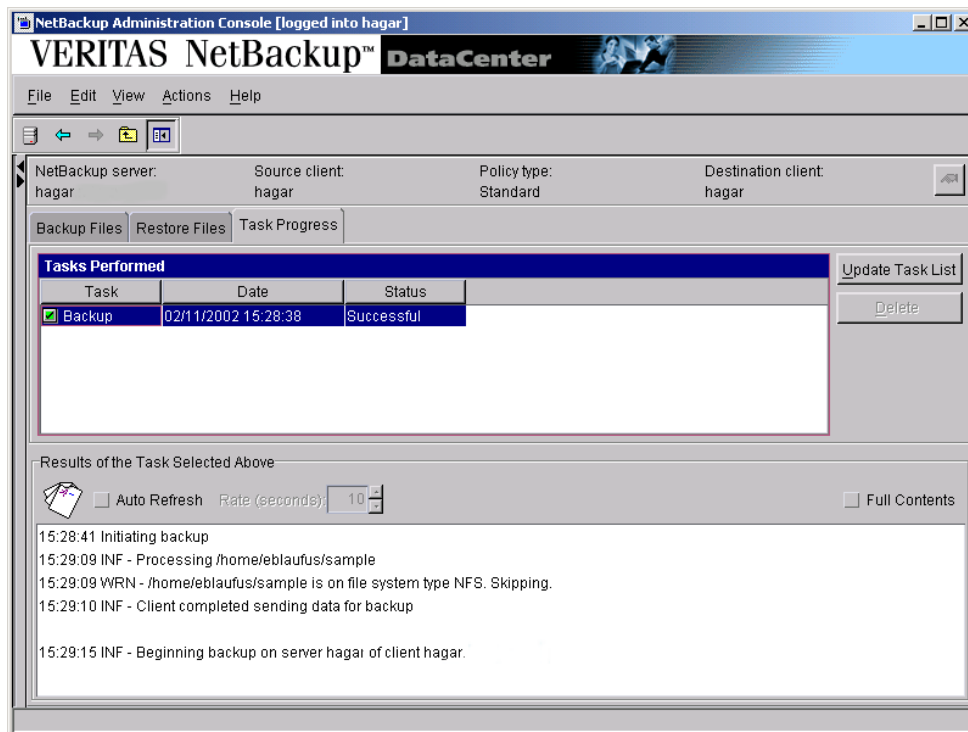 NetBackup Administration Console [logged into hagar]
VERITAS NetBackup™ DataCenter
File Edit View Actions Help
NetBackup server: Source client: Policy type: Destination client:
hagar hagar Standard hagar
Backup Files Restore Files Task Progress
Tasks Performed
Update Task List
Task Date Status
Backup 02/11/2002 15:28:38 Successful
Delete
Results of the Task Selected Above
Auto Refresh Rate (seconds): 10 Full Contents
15:28:41 Initiating backup
15:29:09 INF - Processing /home/eblaufus/sample
15:29:09 WRN - /home/eblaufus/sample is on file system type NFS. Skipping.
15:29:10 INF - Client completed sending data for backup
15:29:15 INF - Beginning backup on server hagar of client hagar.